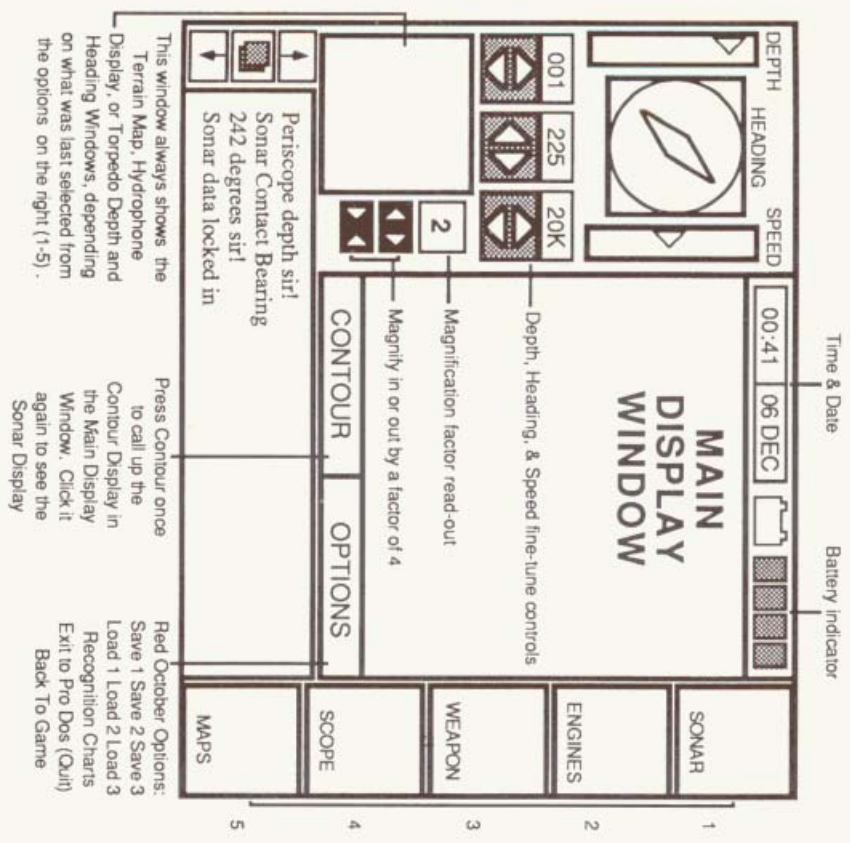 Time & Date
Battery indicator
DEPTH
HEADING
SPEED
00:41
06 DEC
001
225
20K
MAIN
DISPLAY
WINDOW
Depth, Heading, & Speed fine-tune controls
2
Magnification factor read-out
Magnify in or out by a factor of 4
CONTOUR
OPTIONS
Periscope depth sir!
Sonar Contact Bearing
242 degrees sir!
Sonar data locked in
SONAR
ENGINES
WEAPON
SCOPE
MAPS
1
2
3
4
5
This window always shows the
Terrain Map, Hydrophone
Display, or Torpedo Depth and
Heading Windows, depending
on what was last selected from
the options on the right (1-5) .
Press Contour once
to call up the
Contour Display in
the Main Display
Window. Click it
again to see the
Sonar Display
Red October Options:
Save 1 Save 2 Save 3
Load 1 Load 2 Load 3
Recognition Charts
Exit to Pro Dos (Quit)
Back To Game